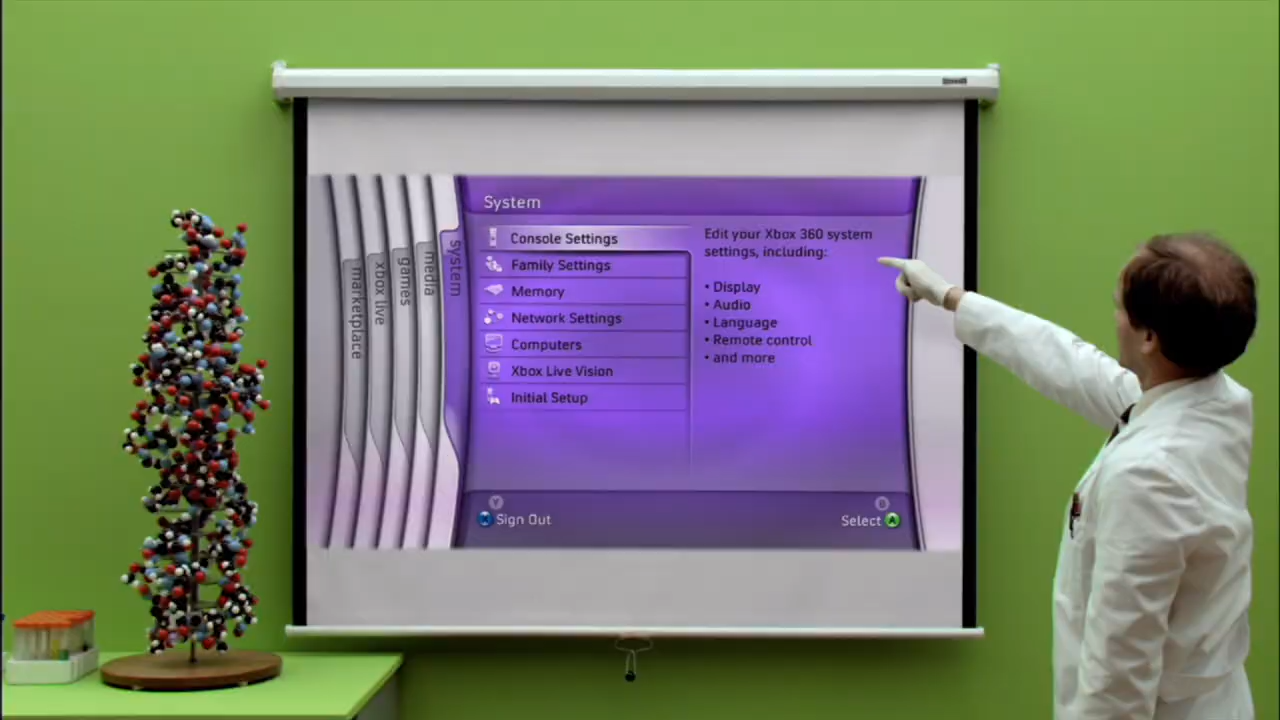 System
Console Settings
Family Settings
Memory
Network Settings
Computers
Xbox Live Vision
Initial Setup
Edit your Xbox 360 system
settings, including:
• Display
• Audio
• Language
• Remote control
• and more
marketplace
xbox live
games
media
system
Y
X Sign Out
B
Select A